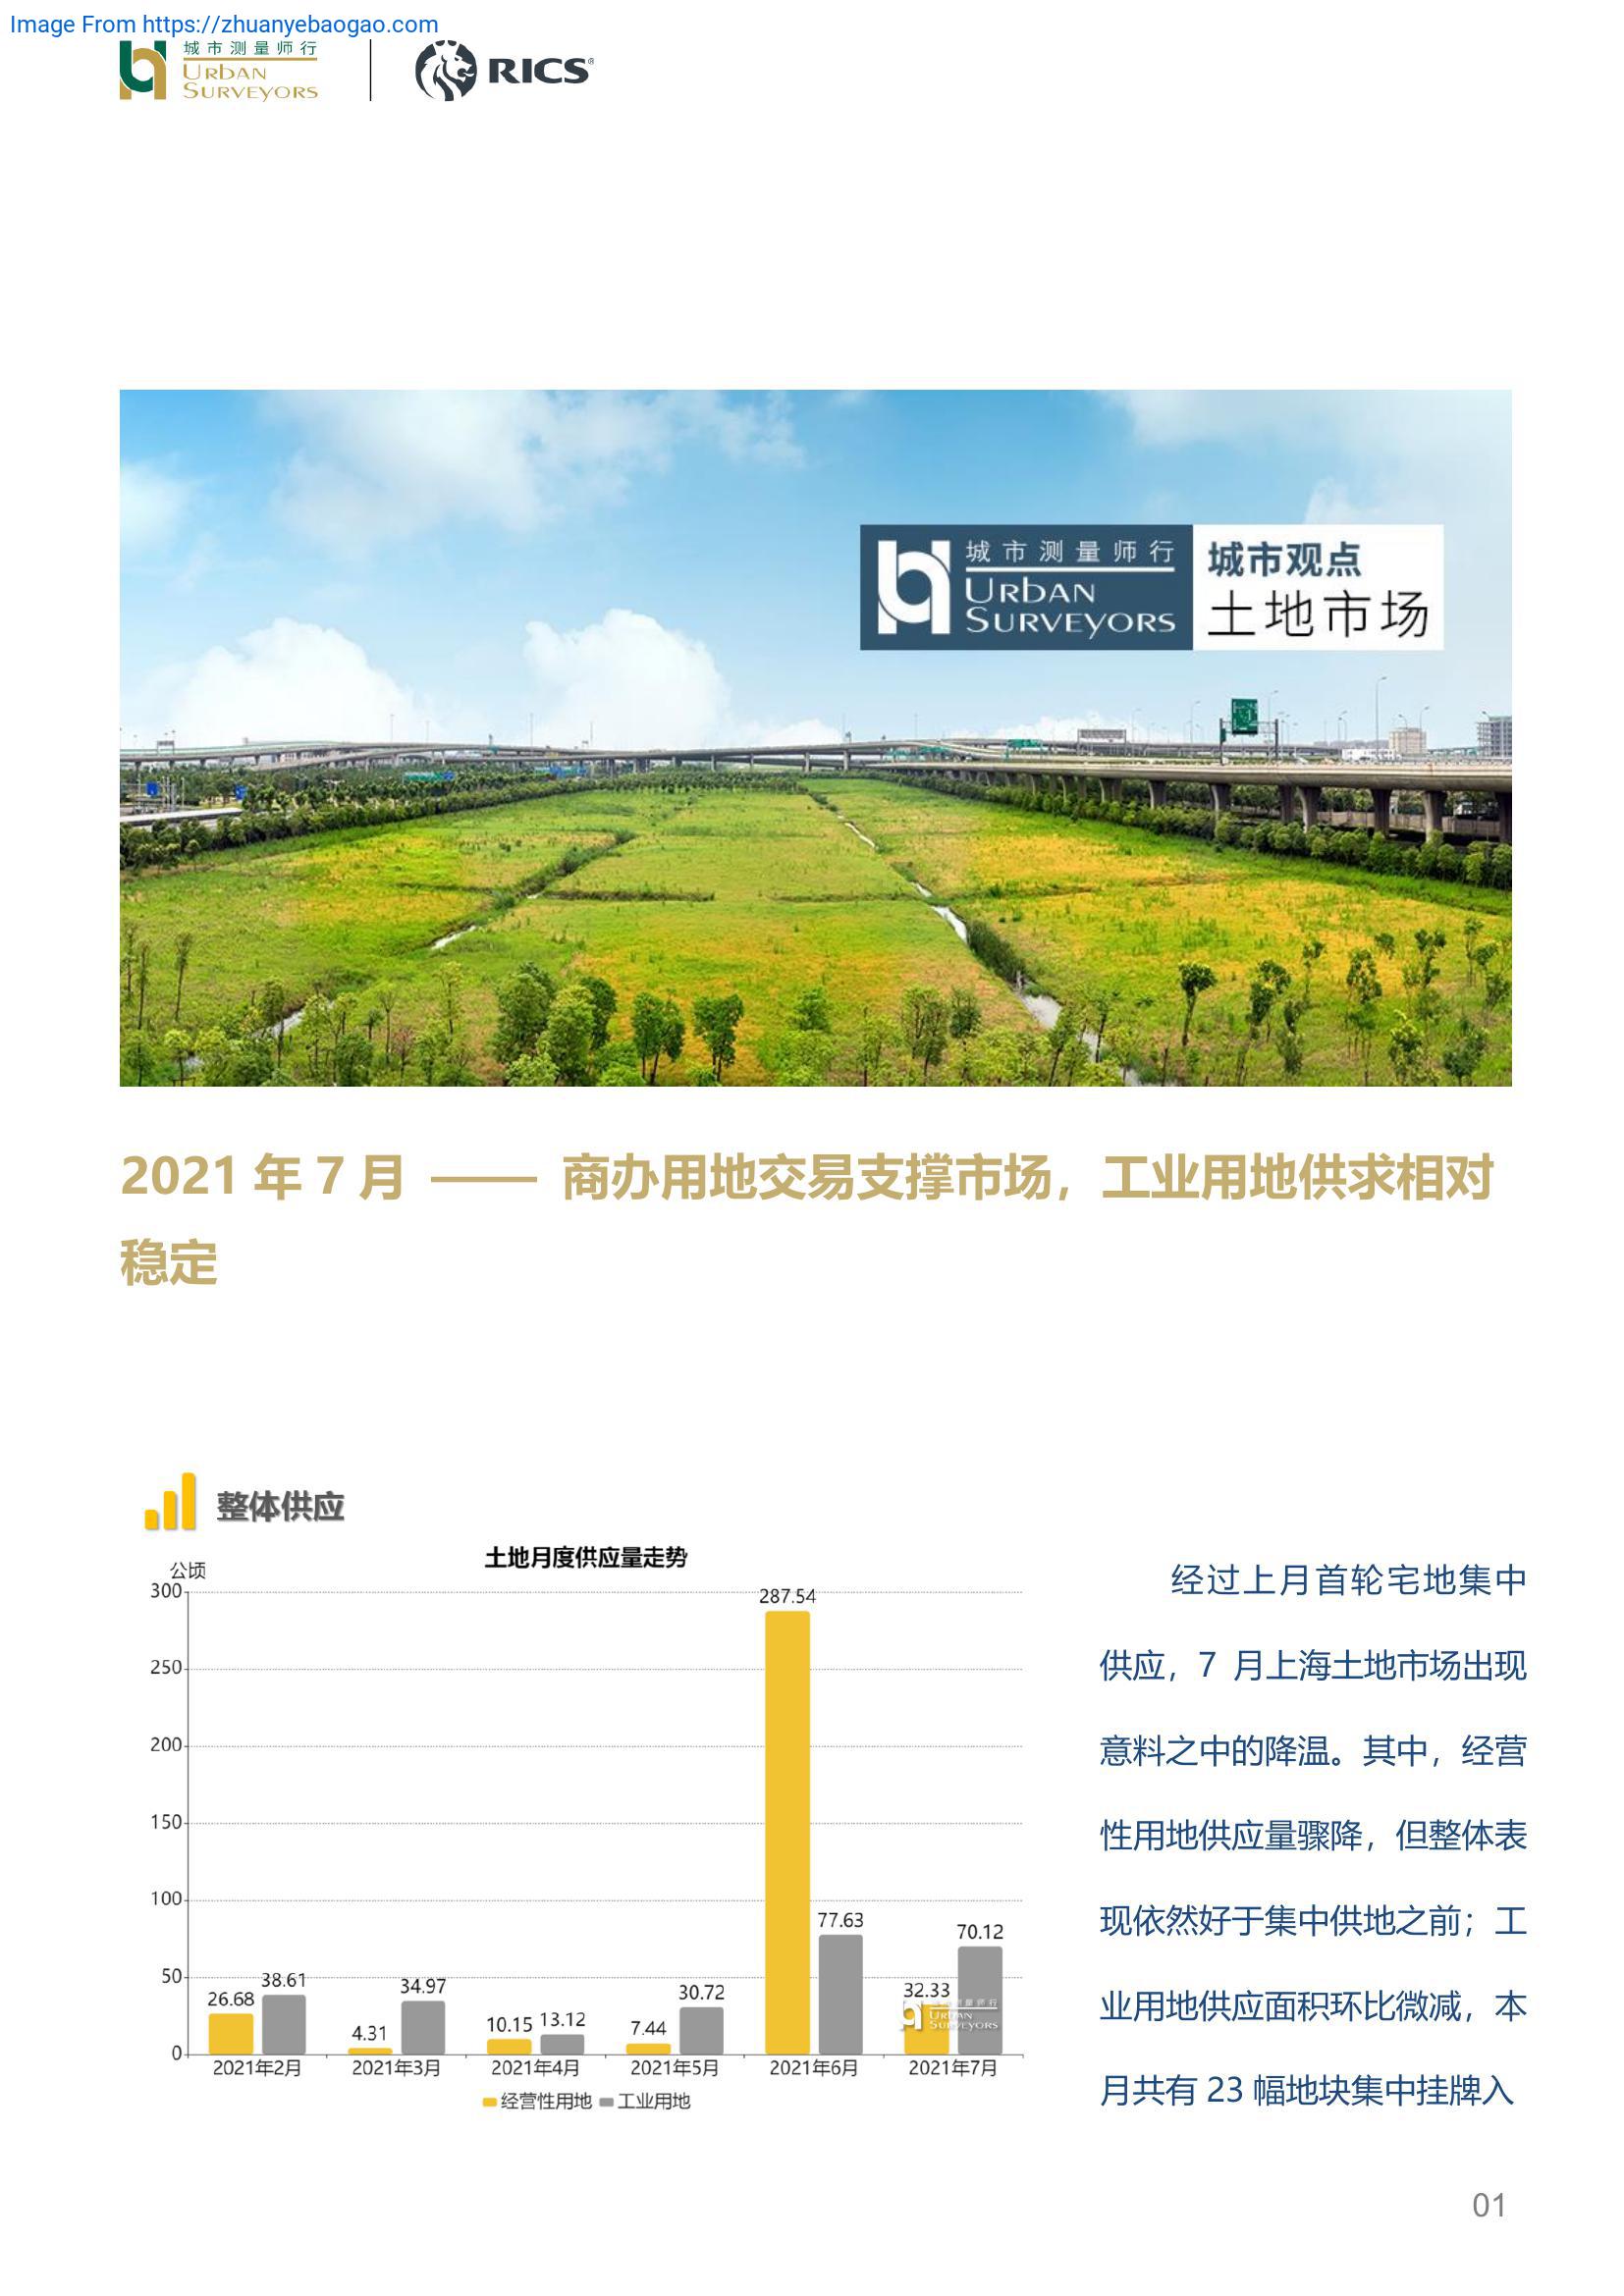 Image From https://zhuanyebaogao.com
城市测量师行
URBAN
SURVEYORS
RICS®
城市测量师行
URBAN
SURVEYORS
城市观点
土地市场
2021 年 7 月 —— 商办用地交易支撑市场，工业用地供求相对
稳定
整体供应
土地月度供应量走势
公顷
300
250
200
150
100
50
0
26.68
38.61
4.31
34.97
10.15
13.12
7.44
30.72
287.54
77.63
32.33
70.12
城市测量师行
URBAN
SURVEYORS
2021年2月
2021年3月
2021年4月
2021年5月
2021年6月
2021年7月
经营性用地 工业用地
经过上月首轮宅地集中
供应，7 月上海土地市场出现
意料之中的降温。其中，经营
性用地供应量骤降，但整体表
现依然好于集中供地之前；工
业用地供应面积环比微减，本
月共有 23 幅地块集中挂牌入
01